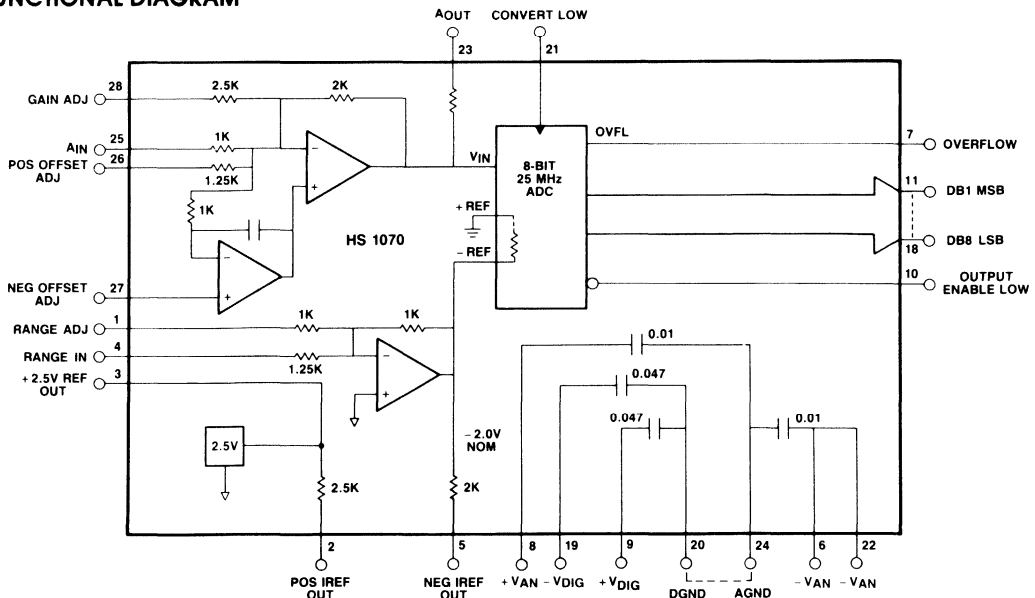 FUNCTIONAL DIAGRAM
AOUT CONVERT LOW
23 21
28 2.5K 2K
GAIN ADJ
25 1K
AIN
26
POS OFFSET
ADJ
1.25K
1K
VIN
OVFL
8-BIT
25 MHz
ADC
+ REF
− REF
7 OVERFLOW
11 DB1 MSB
DB8 LSB
18
10 OUTPUT
ENABLE LOW
HS 1070
NEG OFFSET
ADJ
27
RANGE ADJ 1 1K 1K
RANGE IN 4
1.25K
+ 2.5V REF
OUT
3
2.5V
2.5K
− 2.0V
NOM
2K
0.01
0.047
0.047
0.01
2 5 8 19 9 20 24 6 22
POS IREF
OUT
NEG IREF
OUT
+ VAN − VDIG + VDIG
DGND AGND
− VAN − VAN